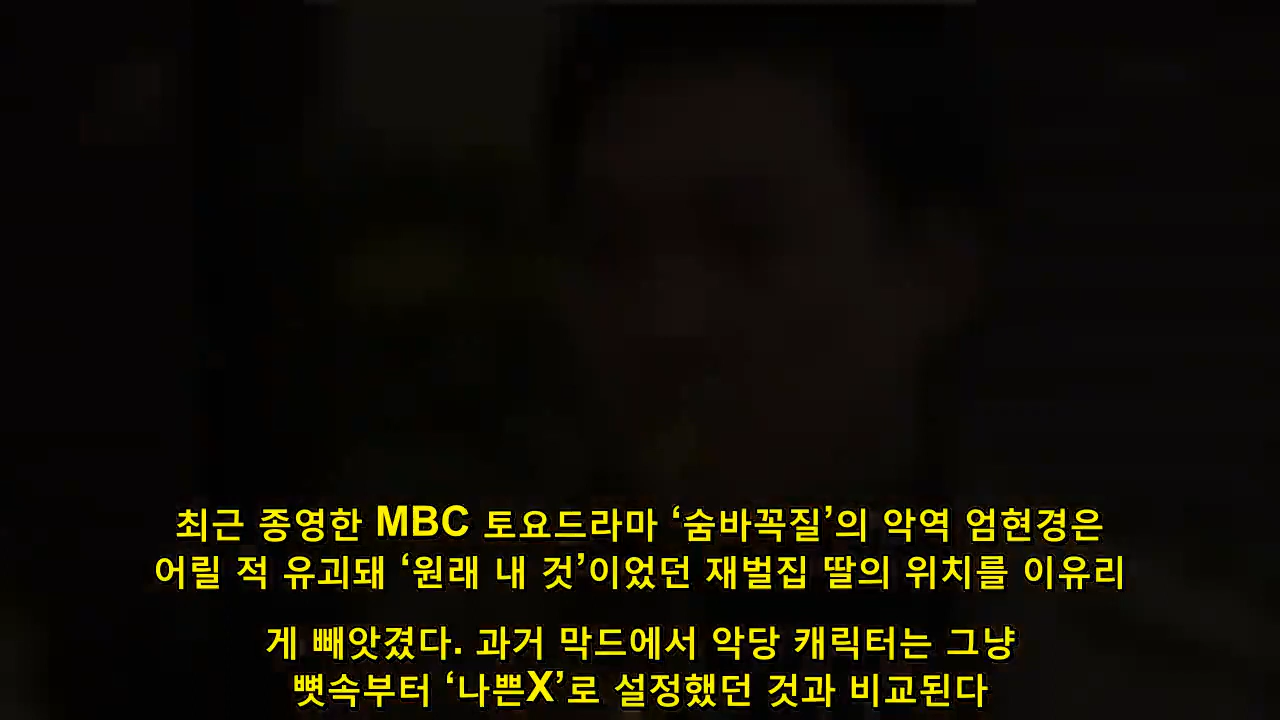 최근 종영한 MBC 토요드라마 ‘숨바꼭질’의 악역 엄현경은
어릴 적 유괴돼 ‘원래 내 것’이었던 재벌집 딸의 위치를 이유리
게 빼앗겼다. 과거 막드에서 악당 캐릭터는 그냥
뼛속부터 ‘나쁜X’로 설정했던 것과 비교된다